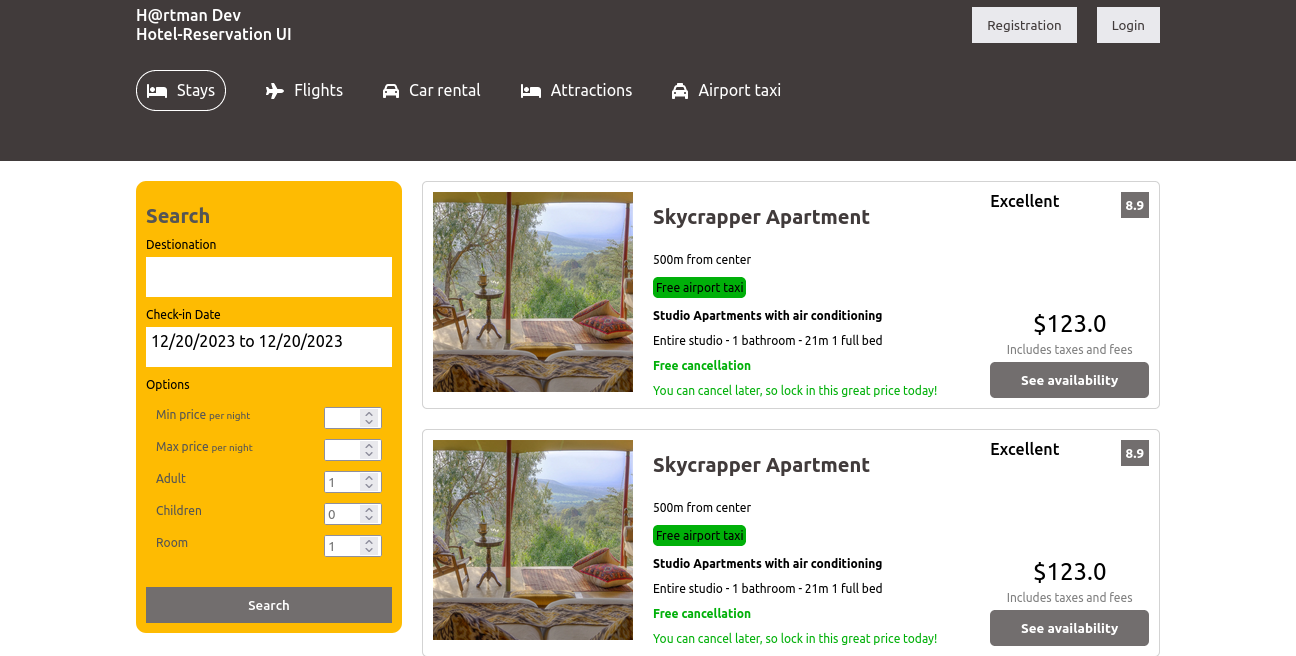 H@rtman Dev
Hotel-Reservation UI
Registration
Login
Stays
Flights
Car rental
Attractions
Airport taxi
Search
Destionation
Check-in Date
12/20/2023 to 12/20/2023
Options
Min price per night
Max price per night
Adult
1
Children
0
Room
1
Search
Skycrapper Apartment
500m from center
Free airport taxi
Studio Apartments with air conditioning
Entire studio - 1 bathroom - 21m 1 full bed
Free cancellation
You can cancel later, so lock in this great price today!
Excellent
8.9
$123.0
Includes taxes and fees
See availability
Skycrapper Apartment
500m from center
Free airport taxi
Studio Apartments with air conditioning
Entire studio - 1 bathroom - 21m 1 full bed
Free cancellation
You can cancel later, so lock in this great price today!
Excellent
8.9
$123.0
Includes taxes and fees
See availability